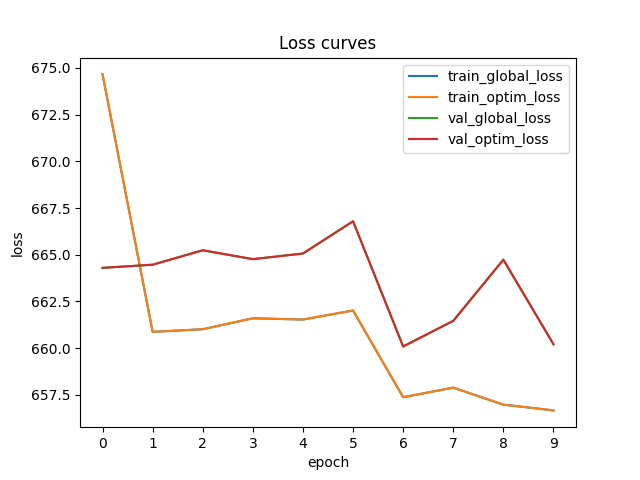 Loss curves
675.0
672.5
670.0
667.5
665.0
662.5
660.0
657.5
loss
train_global_loss
train_optim_loss
val_global_loss
val_optim_loss
0 1 2 3 4 5 6 7 8 9
epoch